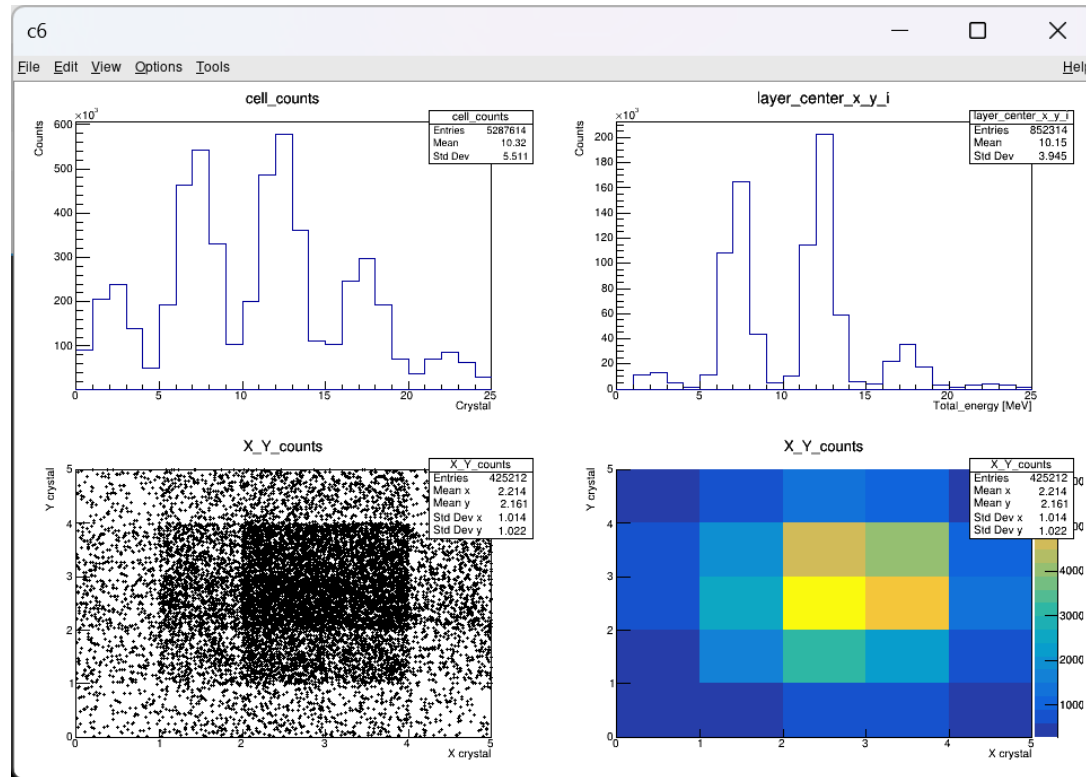 c6
File Edit View Options Tools Help
cell_counts
×10³
Counts
600
500
400
300
200
100
0 5 10 15 20 25
Crystal
cell_counts
Entries 5287614
Mean 10.32
Std Dev 5.511
layer_center_x_y_i
×10³
Counts
200
180
160
140
120
100
80
60
40
20
0
0 5 10 15 20 25
Total_energy [MeV]
layer_center_x_y_i
Entries 852314
Mean 10.15
Std Dev 3.945
X_Y_counts
Y crystal
5
4
3
2
1
0
0 1 2 3 4 5
X crystal
X_Y_counts
Entries 425212
Mean x 2.214
Mean y 2.161
Std Dev x 1.014
Std Dev y 1.022
X_Y_counts
Y crystal
5
4
3
2
1
0
0 1 2 3 4 5
X crystal
X_Y_counts
Entries 425212
Mean x 2.214
Mean y 2.161
Std Dev x 1.014
Std Dev y 1.022
4000
3000
2000
1000